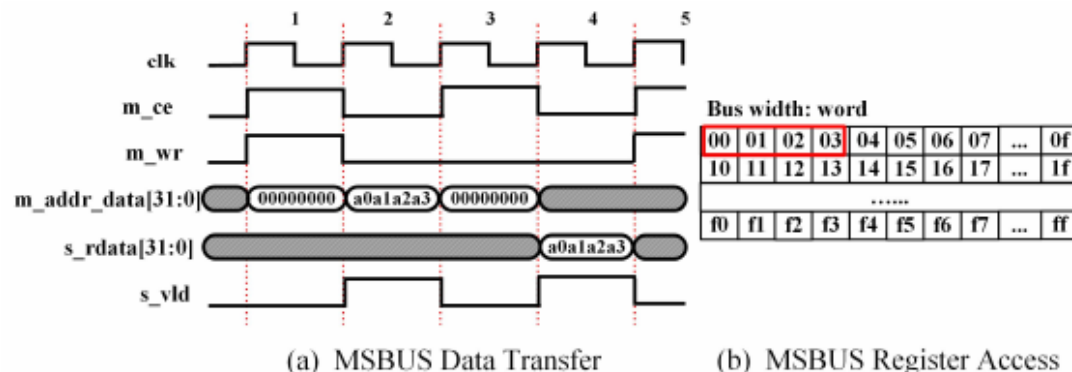 1 2 3 4 5
clk
m_ce
m_wr
m_addr_data[31:0] 00000000 a0a1a2a3 00000000
s_rdata[31:0] a0a1a2a3
s_vld
(a) MSBUS Data Transfer
Bus width: word
00 01 02 03 04 05 06 07 ... 0f
10 11 12 13 14 15 16 17 ... 1f
......
f0 f1 f2 f3 f4 f5 f6 f7 ... ff
(b) MSBUS Register Access